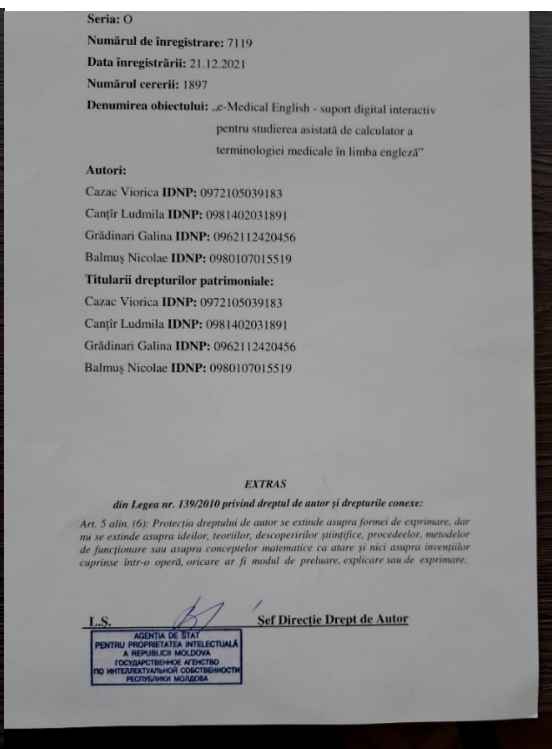 Seria: O
Numărul de înregistrare: 7119
Data înregistrării: 21.12.2021
Numărul cererii: 1897
Denumirea obiectului: „e-Medical English - suport digital interactiv
pentru studierea asistată de calculator a
terminologiei medicale în limba engleză”
Autori:
Cazac Viorica IDNP: 0972105039183
Canțîr Ludmila IDNP: 0981402031891
Grădinari Galina IDNP: 0962112420456
Balmuș Nicolae IDNP: 0980107015519
Titularii drepturilor patrimoniale:
Cazac Viorica IDNP: 0972105039183
Canțîr Ludmila IDNP: 0981402031891
Grădinari Galina IDNP: 0962112420456
Balmuș Nicolae IDNP: 0980107015519
EXTRAS
din Legea nr. 139/2010 privind dreptul de autor și drepturile conexe:
Art. 5 alin. (6): Protecția dreptului de autor se extinde asupra formei de exprimare, dar
nu se extinde asupra ideilor, teoriilor, descoperirilor științifice, procedeelor, metodelor
de funcționare sau asupra conceptelor matematice ca atare și nici asupra invențiilor
cuprinse într-o operă, oricare ar fi modul de preluare, explicare sau de exprimare.
L.Ș. Șef Direcție Drept de Autor
AGENȚIA DE STAT
PENTRU PROPRIETATEA INTELECTUALĂ
A REPUBLICII MOLDOVA
ГОСУДАРСТВЕННОЕ АГЕНСТВО
ПО ИНТЕЛЛЕКТУАЛЬНОЙ СОБСТВЕННОСТИ
РЕСПУБЛИКИ МОЛДОВА